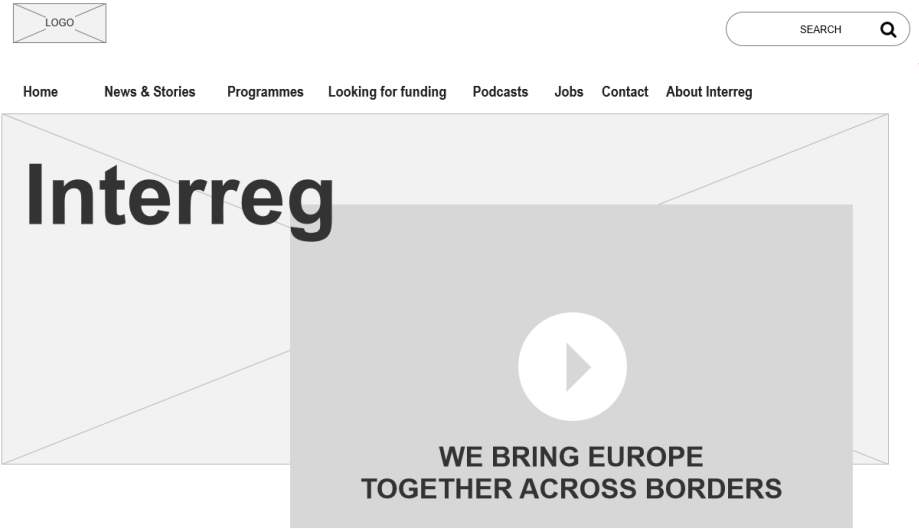 LOGO
SEARCH
Home News & Stories Programmes Looking for funding Podcasts Jobs Contact About Interreg
Interreg
WE BRING EUROPE
TOGETHER ACROSS BORDERS